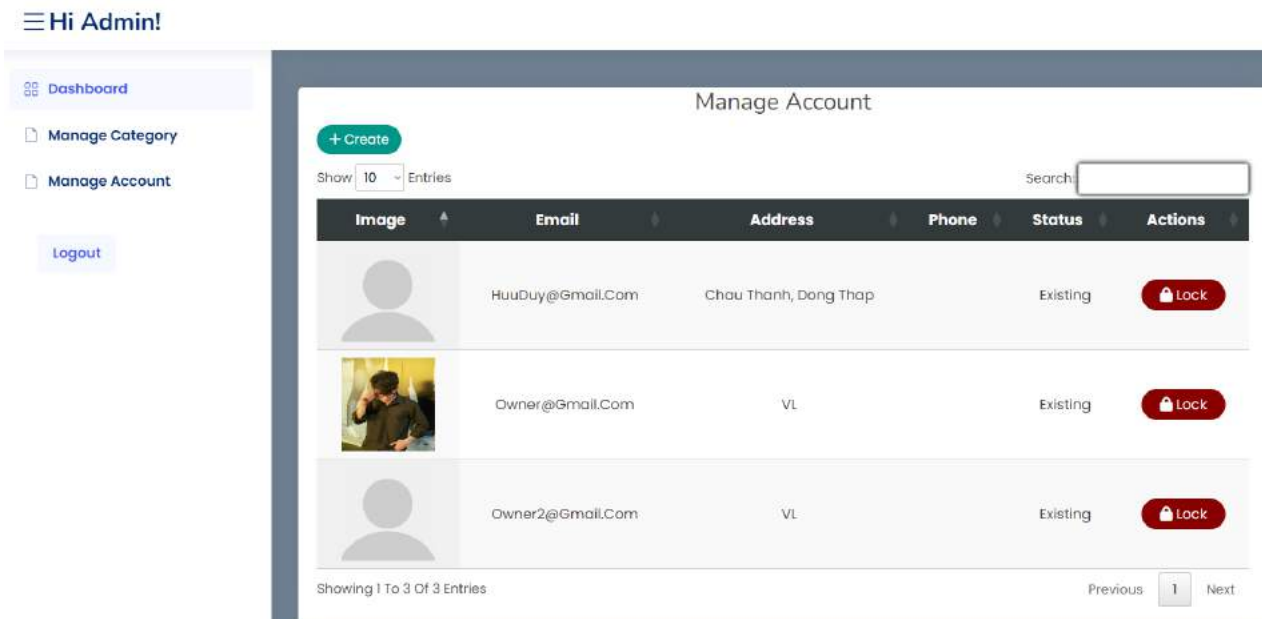 Hi Admin!
Dashboard
Manage Category
Manage Account
Logout
Manage Account
+ Create
Show 10 Entries
Search:
Image Email Address Phone Status Actions
HuuDuy@Gmail.Com Chau Thanh, Dong Thap Existing Lock
Owner@Gmail.Com VL Existing Lock
Owner2@Gmail.Com VL Existing Lock
Showing 1 To 3 Of 3 Entries
Previous 1 Next